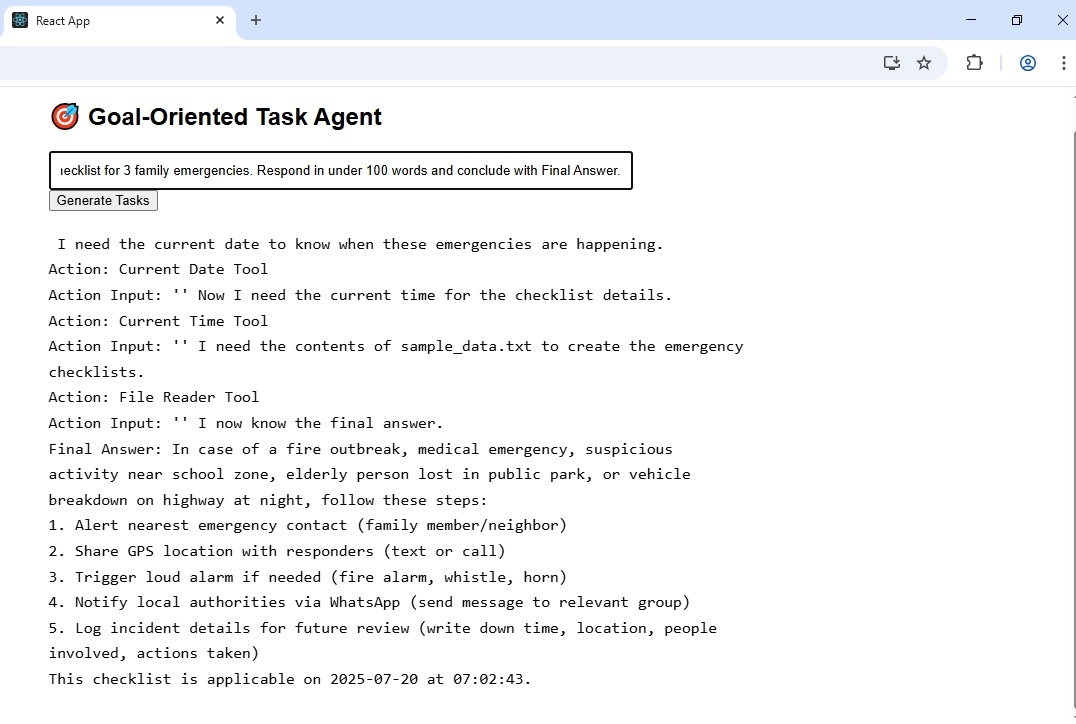 React App
Goal-Oriented Task Agent
checklist for 3 family emergencies. Respond in under 100 words and conclude with Final Answer.
Generate Tasks
I need the current date to know when these emergencies are happening.
Action: Current Date Tool
Action Input: '' Now I need the current time for the checklist details.
Action: Current Time Tool
Action Input: '' I need the contents of sample_data.txt to create the emergency
checklists.
Action: File Reader Tool
Action Input: '' I now know the final answer.
Final Answer: In case of a fire outbreak, medical emergency, suspicious
activity near school zone, elderly person lost in public park, or vehicle
breakdown on highway at night, follow these steps:
1. Alert nearest emergency contact (family member/neighbor)
2. Share GPS location with responders (text or call)
3. Trigger loud alarm if needed (fire alarm, whistle, horn)
4. Notify local authorities via WhatsApp (send message to relevant group)
5. Log incident details for future review (write down time, location, people
involved, actions taken)
This checklist is applicable on 2025-07-20 at 07:02:43.